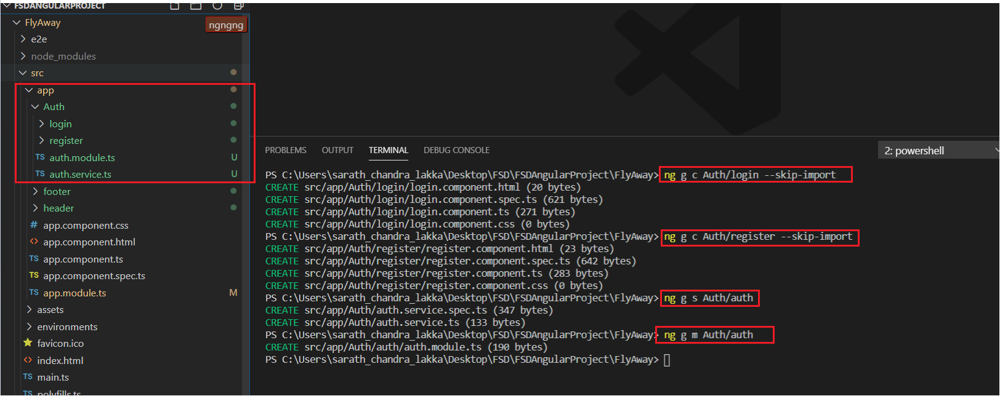 FSDANGULARPROJECT
FlyAway
ngngng
e2e
node_modules
src
app
Auth
login
register
TS auth.module.ts U
TS auth.service.ts U
footer
header
# app.component.css
<> app.component.html
TS app.component.ts
TS app.component.spec.ts
TS app.module.ts M
assets
environments
favicon.ico
<> index.html
TS main.ts
TS polyfills.ts
PROBLEMS OUTPUT TERMINAL DEBUG CONSOLE
2: powershell
PS C:\Users\sarath_chandra_lakka\Desktop\FSD\FSDAngularProject\FlyAway> ng g c Auth/login --skip-import
CREATE src/app/Auth/login/login.component.html (20 bytes)
CREATE src/app/Auth/login/login.component.spec.ts (621 bytes)
CREATE src/app/Auth/login/login.component.ts (271 bytes)
CREATE src/app/Auth/login/login.component.css (0 bytes)
PS C:\Users\sarath_chandra_lakka\Desktop\FSD\FSDAngularProject\FlyAway> ng g c Auth/register --skip-import
CREATE src/app/Auth/register/register.component.html (23 bytes)
CREATE src/app/Auth/register/register.component.spec.ts (642 bytes)
CREATE src/app/Auth/register/register.component.ts (283 bytes)
CREATE src/app/Auth/register/register.component.css (0 bytes)
PS C:\Users\sarath_chandra_lakka\Desktop\FSD\FSDAngularProject\FlyAway> ng g s Auth/auth
CREATE src/app/Auth/auth.service.spec.ts (347 bytes)
CREATE src/app/Auth/auth.service.ts (133 bytes)
PS C:\Users\sarath_chandra_lakka\Desktop\FSD\FSDAngularProject\FlyAway> ng g m Auth/auth
CREATE src/app/Auth/auth/auth.module.ts (190 bytes)
PS C:\Users\sarath_chandra_lakka\Desktop\FSD\FSDAngularProject\FlyAway>